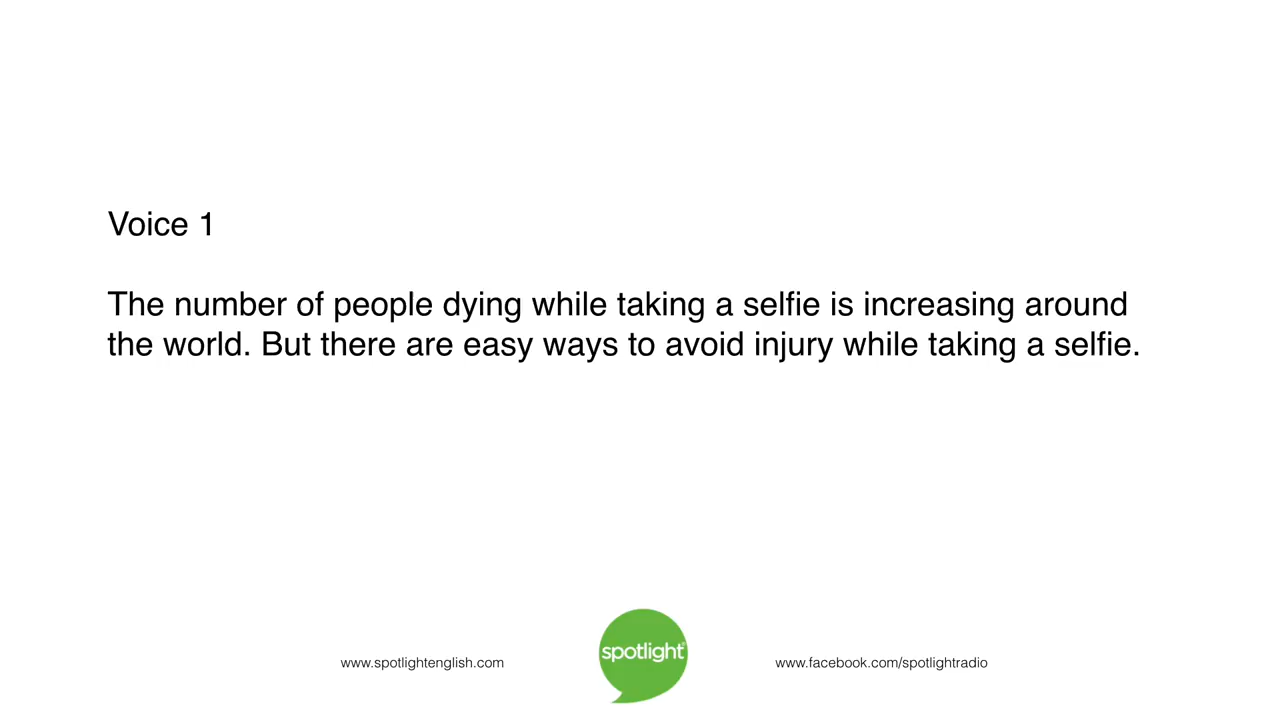 Voice 1
The number of people dying while taking a selfie is increasing around
the world. But there are easy ways to avoid injury while taking a selfie.
www.spotlightenglish.com
spotlight®
www.facebook.com/spotlightradio